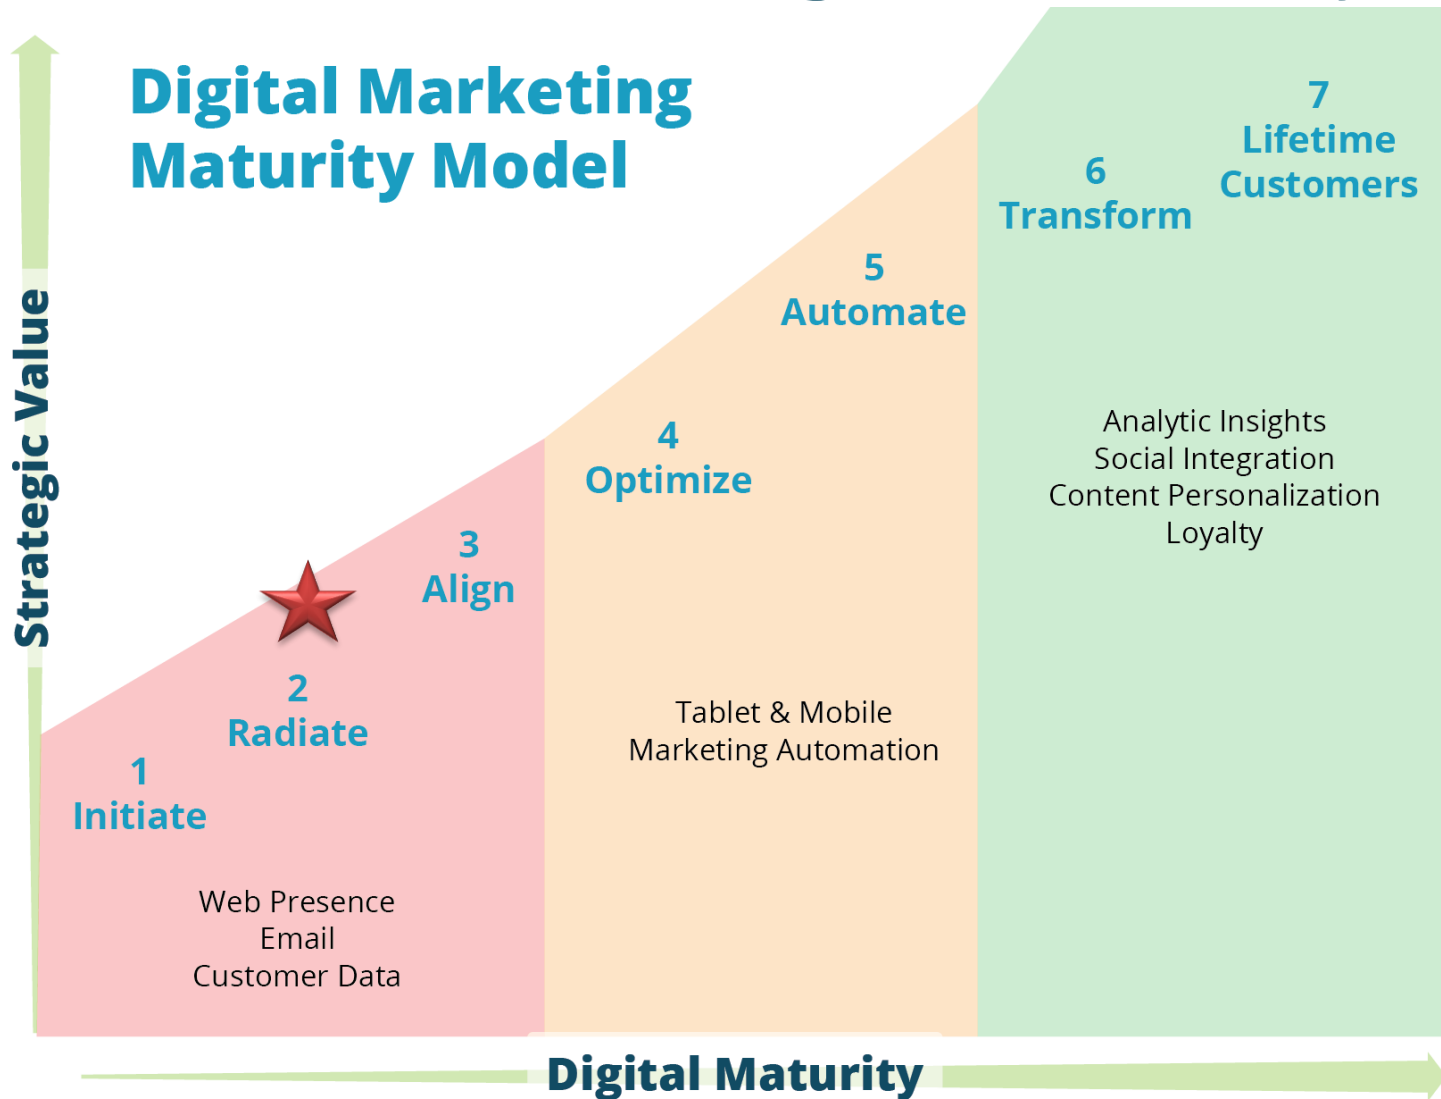 Digital Marketing
Maturity Model
Strategic Value
1
Initiate
2
Radiate
3
Align
Web Presence
Email
Customer Data
4
Optimize
5
Automate
Tablet & Mobile
Marketing Automation
6
Transform
7
Lifetime
Customers
Analytic Insights
Social Integration
Content Personalization
Loyalty
Digital Maturity